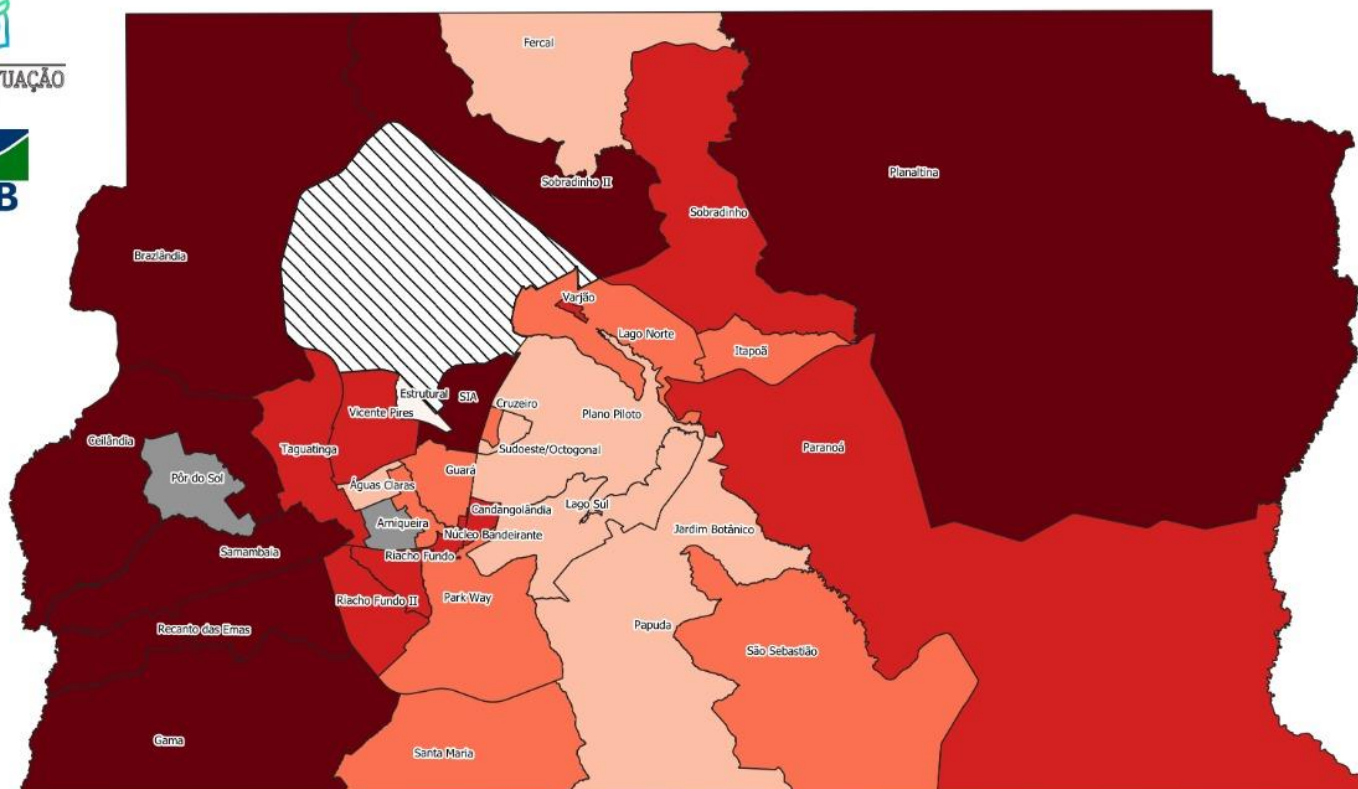 Fercal
TUAÇÃO
Planaltina
B
Sobradinho II
Sobradinho
Brazlândia
Varjão
Lago Norte
Itapoã
Estrutural
SIA
Cruzeiro
Vicente Pires
Plano Piloto
Ceilândia
Taguatinga
Sudoeste/Octogonal
Paranoá
Pôr do Sol
Guará
Águas Claras
Lago Sul
Candangolândia
Arniqueira
Jardim Botânico
Núcleo Bandeirante
Samambaia
Riacho Fundo
Riacho Fundo II
Park Way
Recanto das Emas
Papuda
São Sebastião
Gama
Santa Maria